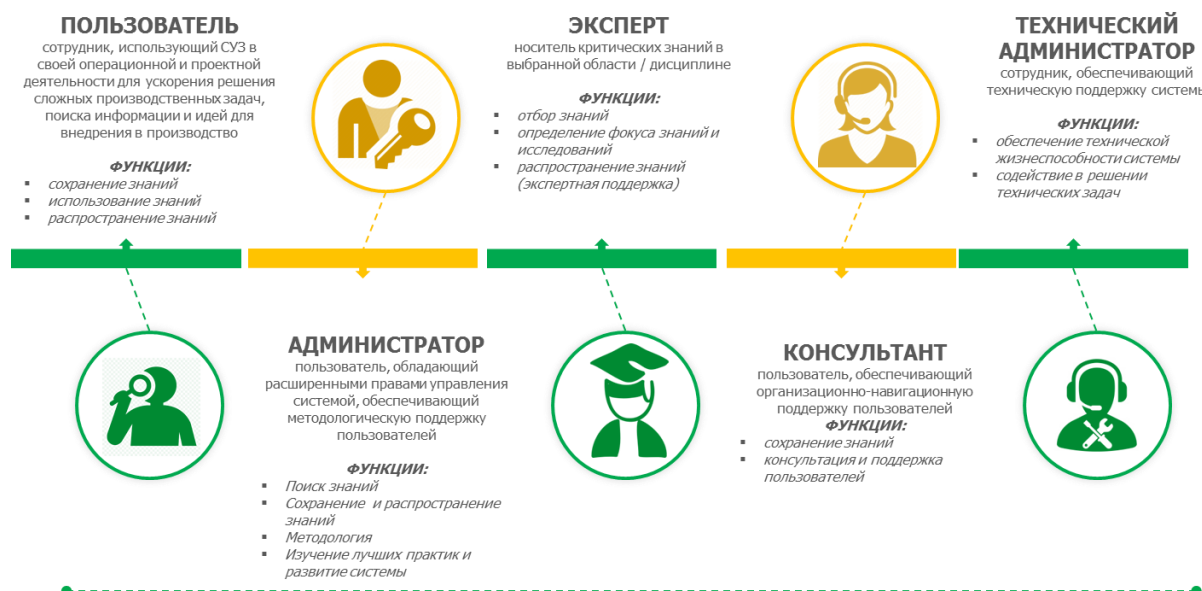 ПОЛЬЗОВАТЕЛЬ
сотрудник, использующий СУЗ в
своей операционной и проектной
деятельности для ускорения решения
сложных производственных задач,
поиска информации и идей для
внедрения в производство
ФУНКЦИИ:
▪ сохранение знаний
▪ использование знаний
▪ распространение знаний
АДМИНИСТРАТОР
пользователь, обладающий
расширенными правами управления
системой, обеспечивающий
методологическую поддержку
пользователей
ФУНКЦИИ:
▪ Поиск знаний
▪ Сохранение и распространение
знаний
▪ Методология
▪ Изучение лучших практик и
развитие системы
ЭКСПЕРТ
носитель критических знаний в
выбранной области / дисциплине
ФУНКЦИИ:
▪ отбор знаний
▪ определение фокуса знаний и
исследований
▪ распространение знаний
(экспертная поддержка)
КОНСУЛЬТАНТ
пользователь, обеспечивающий
организационно-навигационную
поддержку пользователей
ФУНКЦИИ:
▪ сохранение знаний
▪ консультация и поддержка
пользователей
ТЕХНИЧЕСКИЙ
АДМИНИСТРАТОР
сотрудник, обеспечивающий
техническую поддержку системы
ФУНКЦИИ:
▪ обеспечение технической
жизнеспособности системы
▪ содействие в решении
технических задач